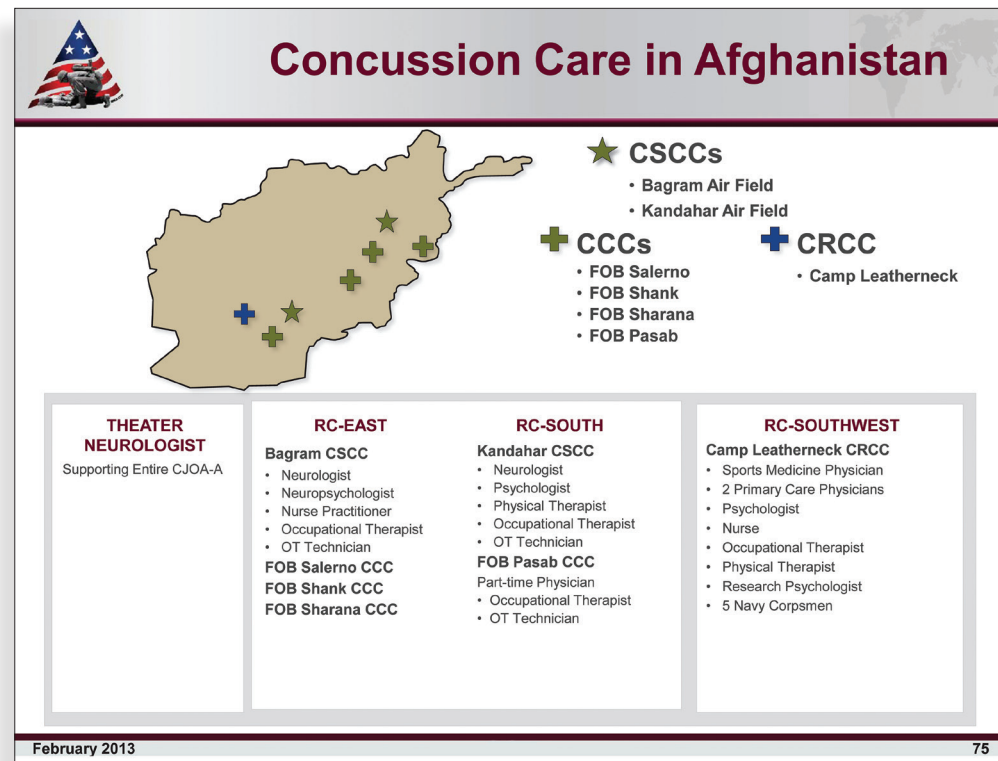 Concussion Care in Afghanistan
CSCCs
• Bagram Air Field
• Kandahar Air Field
CCCs
• FOB Salerno
• FOB Shank
• FOB Sharana
• FOB Pasab
CRCC
• Camp Leatherneck
THEATER
NEUROLOGIST
Supporting Entire CJOA-A
RC-EAST
Bagram CSCC
• Neurologist
• Neuropsychologist
• Nurse Practitioner
• Occupational Therapist
• OT Technician
FOB Salerno CCC
FOB Shank CCC
FOB Sharana CCC
RC-SOUTH
Kandahar CSCC
• Neurologist
• Psychologist
• Physical Therapist
• Occupational Therapist
• OT Technician
FOB Pasab CCC
Part-time Physician
• Occupational Therapist
• OT Technician
RC-SOUTHWEST
Camp Leatherneck CRCC
• Sports Medicine Physician
• 2 Primary Care Physicians
• Psychologist
• Nurse
• Occupational Therapist
• Physical Therapist
• Research Psychologist
• 5 Navy Corpsmen
February 2013
75